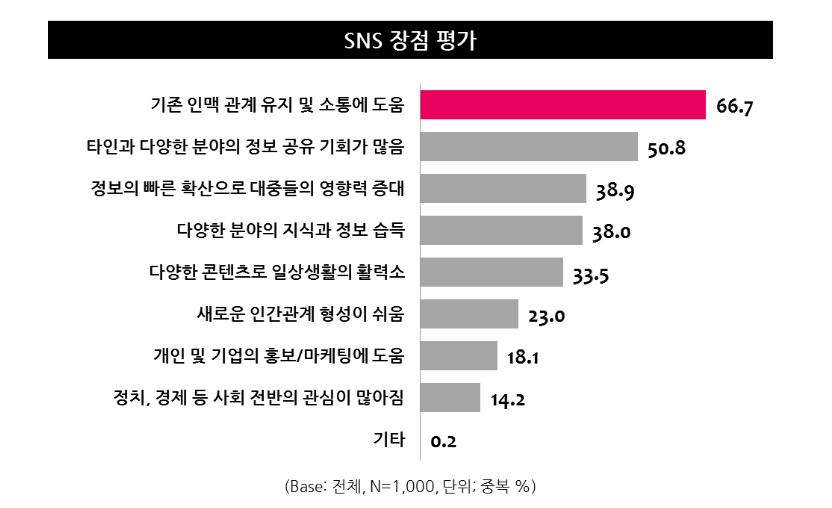 SNS 장점 평가
기존 인맥 관계 유지 및 소통에 도움 66.7
타인과 다양한 분야의 정보 공유 기회가 많음 50.8
정보의 빠른 확산으로 대중들의 영향력 증대 38.9
다양한 분야의 지식과 정보 습득 38.0
다양한 콘텐츠로 일상생활의 활력소 33.5
새로운 인간관계 형성이 쉬움 23.0
개인 및 기업의 홍보/마케팅에 도움 18.1
정치, 경제 등 사회 전반의 관심이 많아짐 14.2
기타 0.2
(Base: 전체, N=1,000, 단위; 중복 %)